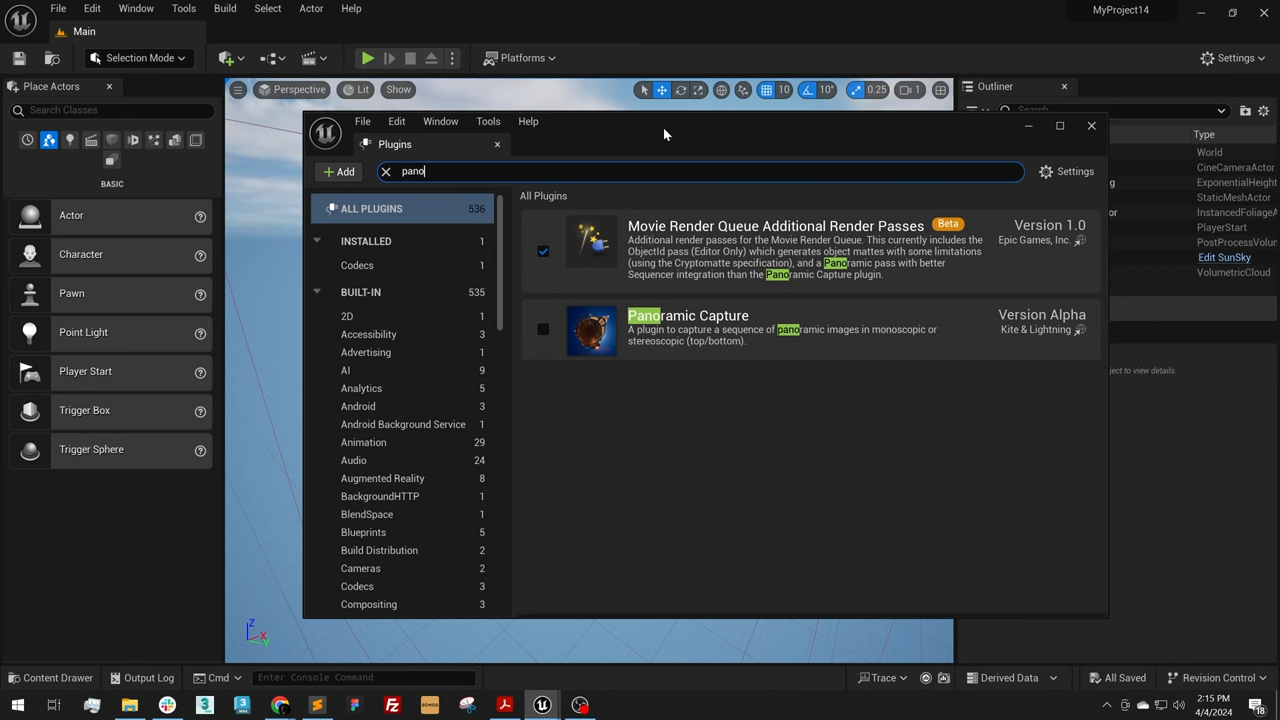 File Edit Window Tools Build Select Actor Help
MyProject14
Main
Selection Mode
Platforms
Settings
Place Actors
Search Classes
BASIC
Actor
Character
Pawn
Point Light
Player Start
Trigger Box
Trigger Sphere
Perspective Lit Show
10 10° 0.25 1
File Edit Window Tools Help
Plugins
Add
pano
Settings
ALL PLUGINS 536
INSTALLED 1
Codecs 1
BUILT-IN 535
2D 1
Accessibility 3
Advertising 1
AI 9
Analytics 5
Android 3
Android Background Service 1
Animation 29
Audio 24
Augmented Reality 8
BackgroundHTTP 1
BlendSpace 1
Blueprints 5
Build Distribution 2
Cameras 2
Codecs 3
Compositing 3
All Plugins
Movie Render Queue Additional Render Passes Beta
Version 1.0
Additional render passes for the Movie Render Queue. This currently includes the
ObjectId pass (Editor Only) which generates object mattes with some limitations
(using the Cryptomatte specification), and a Panoramic pass with better
Sequencer integration than the Panoramic Capture plugin.
Epic Games, Inc.
Panoramic Capture
Version Alpha
A plugin to capture a sequence of panoramic images in monoscopic or
stereoscopic (top/bottom).
Kite & Lightning
Outliner
Search
Type
World
CineCameraActor
ExponentialHeight
SkeletalMeshActor
StaticMeshActor
InstancedFoliageA
PlayerStart
PostProcessVolum
Edit SunSky
VolumetricCloud
ject to view details.
Z
X
Y
Content Drawer Output Log Cmd Enter Console Command Trace Derived Data All Saved Revision Control
2:15 PM
4/4/2024
18